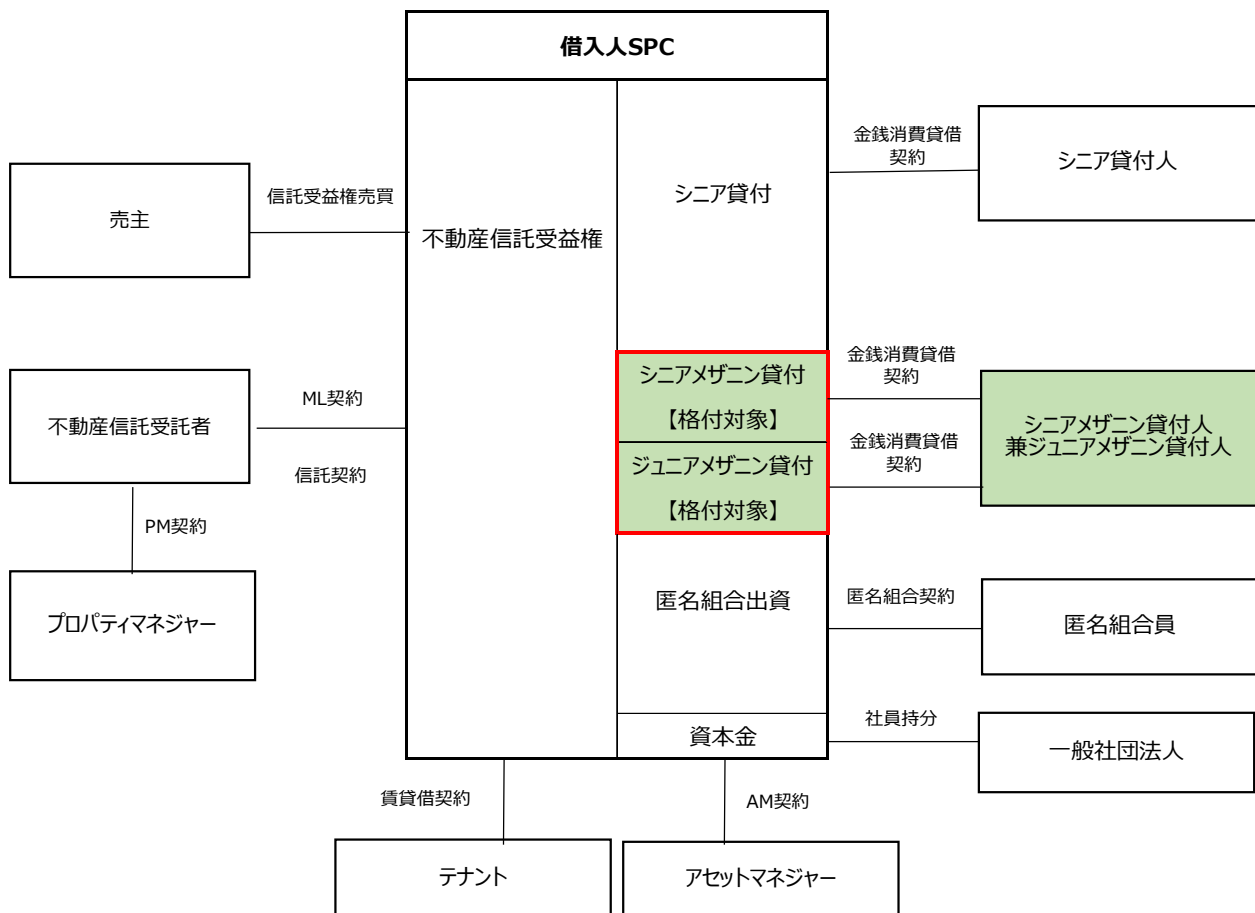 借入人SPC
金銭消費貸借
契約
シニア貸付人
シニア貸付
信託受益権売買
売主
不動産信託受益権
金銭消費貸借
契約
シニアメザニン貸付
【格付対象】
ML契約
不動産信託受託者
シニアメザニン貸付人
兼ジュニアメザニン貸付人
金銭消費貸借
契約
ジュニアメザニン貸付
【格付対象】
信託契約
PM契約
プロパティマネジャー
匿名組合出資
匿名組合契約
匿名組合員
社員持分
資本金
一般社団法人
賃貸借契約
AM契約
テナント
アセットマネジャー